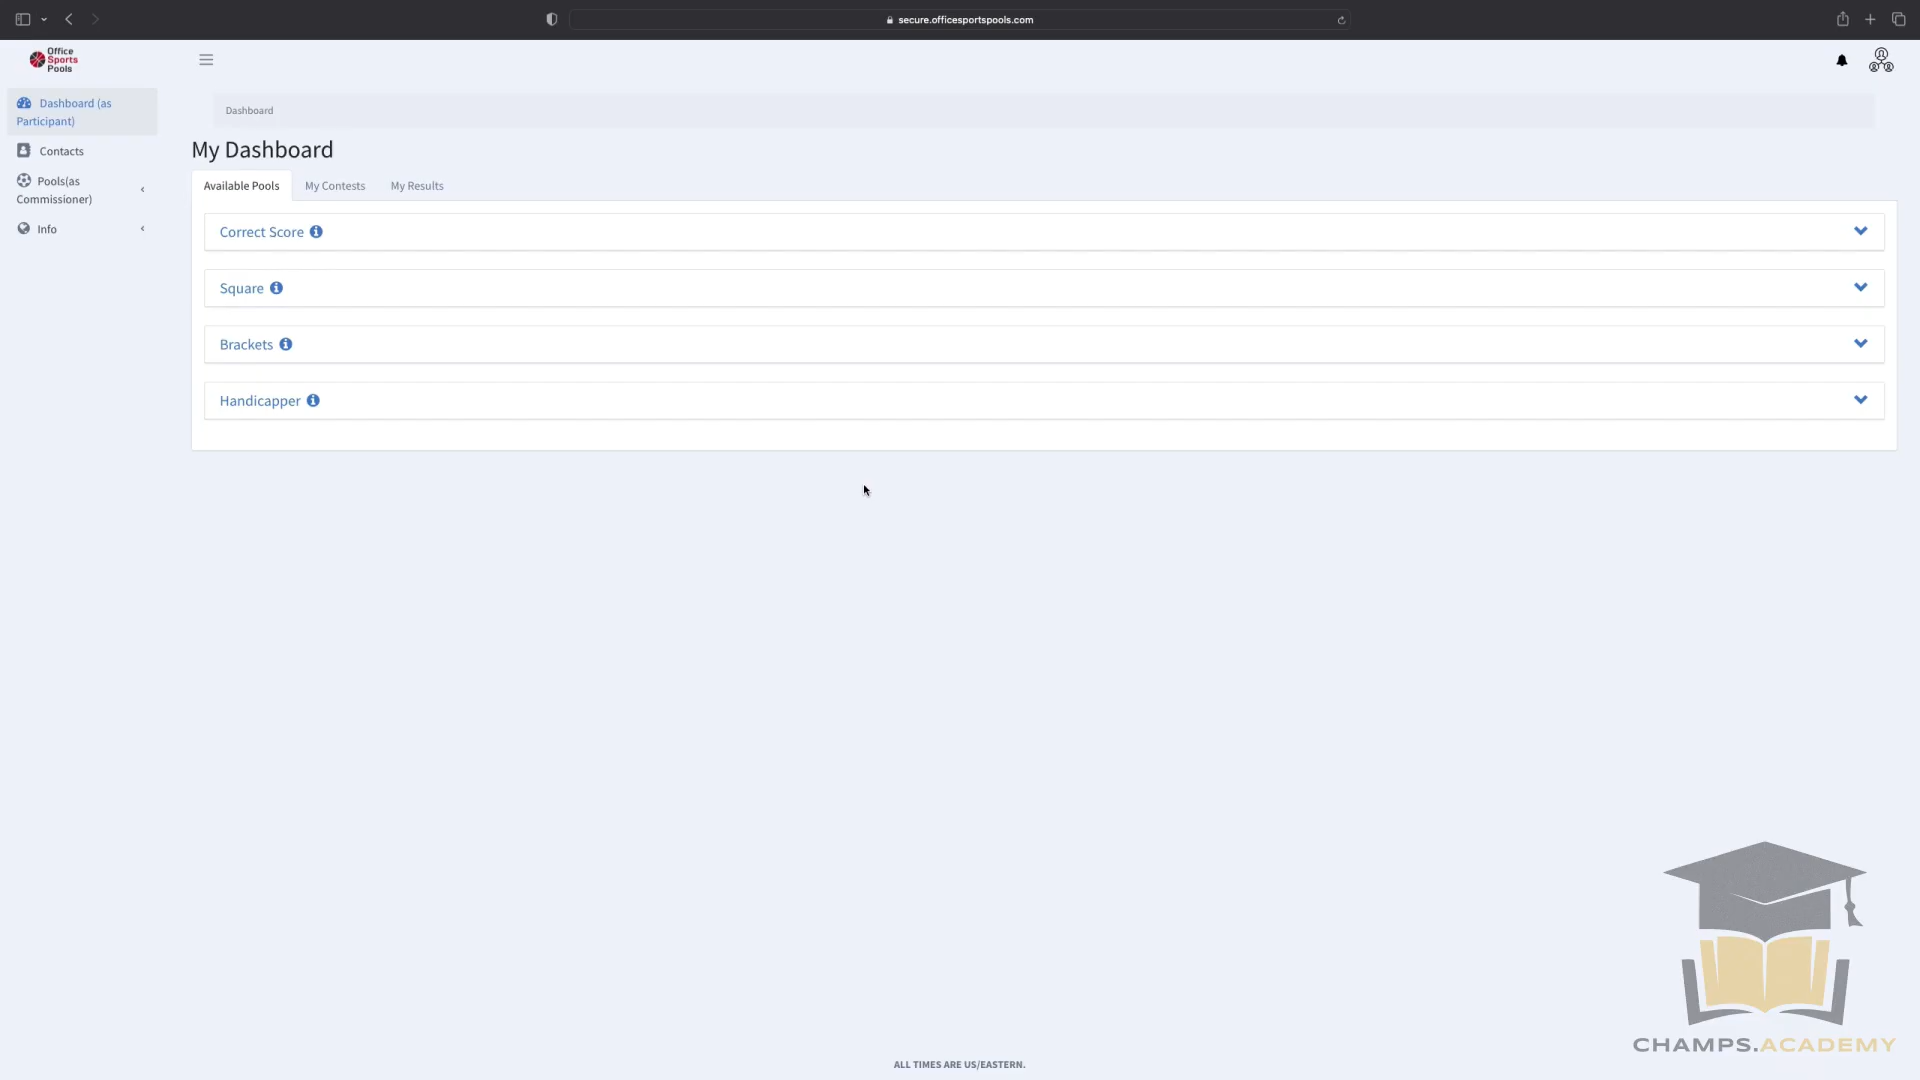 secure.officesportspools.com
Office
Sports
Pools
Dashboard (as
Participant)
Contacts
Pools(as
Commissioner)
Info
Dashboard
My Dashboard
Available Pools
My Contests
My Results
Correct Score
Square
Brackets
Handicapper
CHAMPS.ACADEMY
ALL TIMES ARE US/EASTERN.